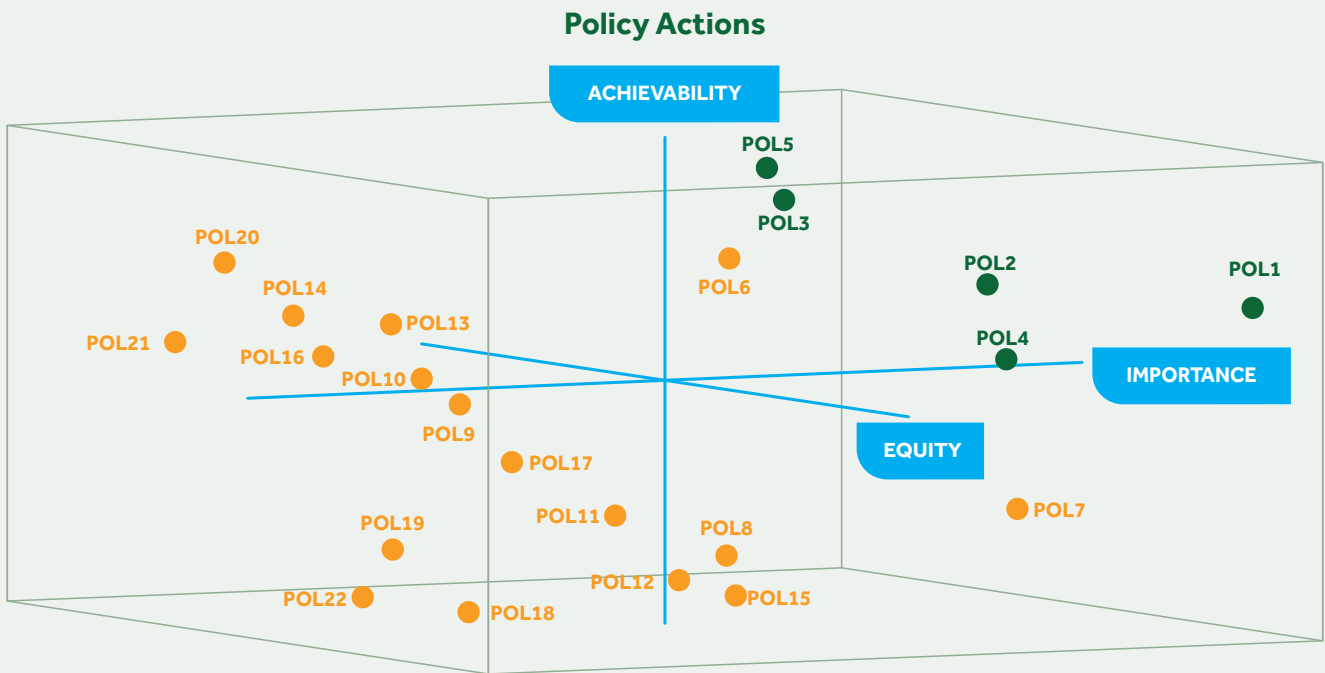 Policy Actions
ACHIEVABILITY
POL5
POL3
POL20
POL2
POL1
POL14
POL6
POL13
POL21
POL16
POL4
POL10
IMPORTANCE
POL9
EQUITY
POL17
POL7
POL11
POL19
POL8
POL12
POL22
POL15
POL18